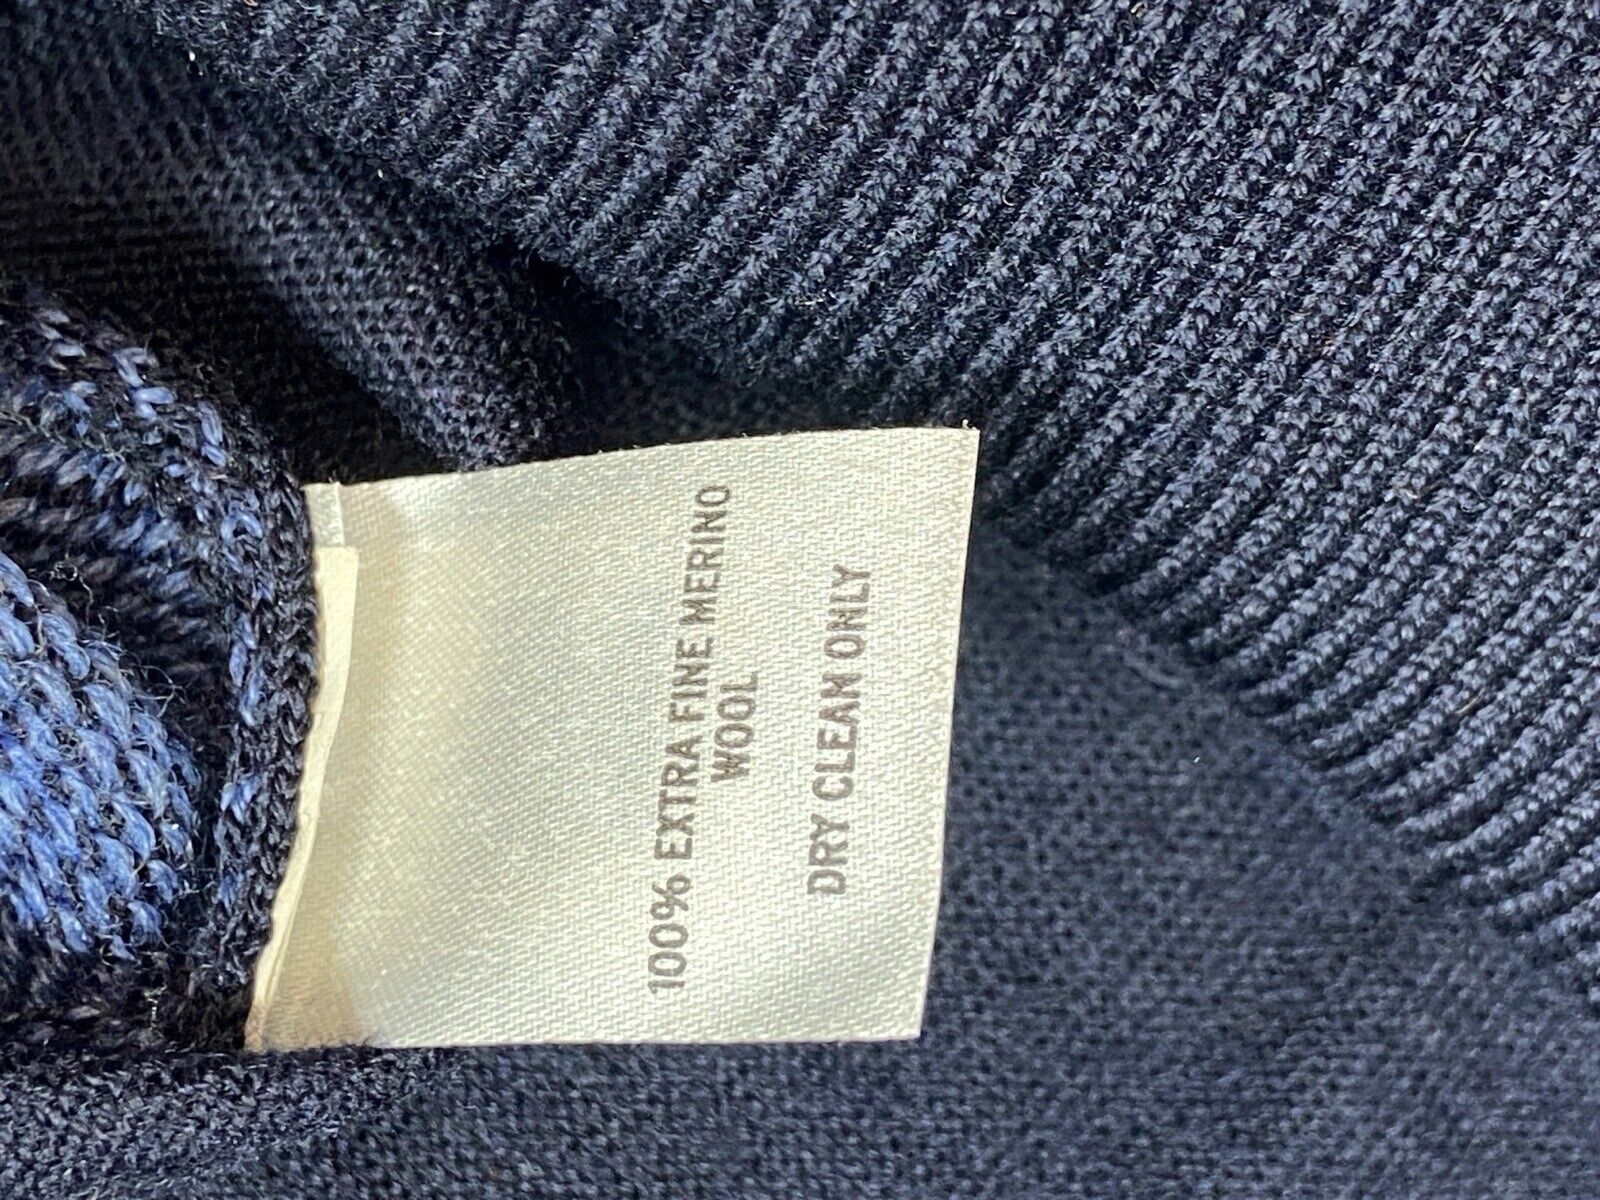 100% EXTRA FINE MERINO
WOOL
DRY CLEAN ONLY